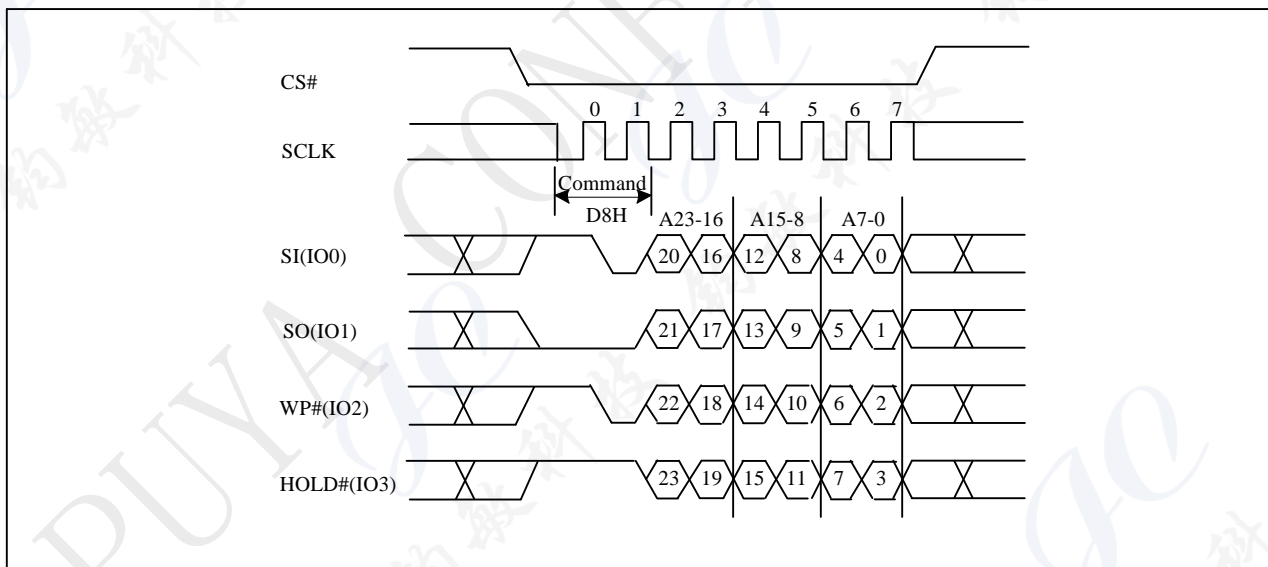 CS#
0 1 2 3 4 5 6 7
SCLK
Command
D8H
A23-16 A15-8 A7-0
SI(IO0) 20 16 12 8 4 0
SO(IO1) 21 17 13 9 5 1
WP#(IO2) 22 18 14 10 6 2
HOLD#(IO3) 23 19 15 11 7 3
PUYA CONF